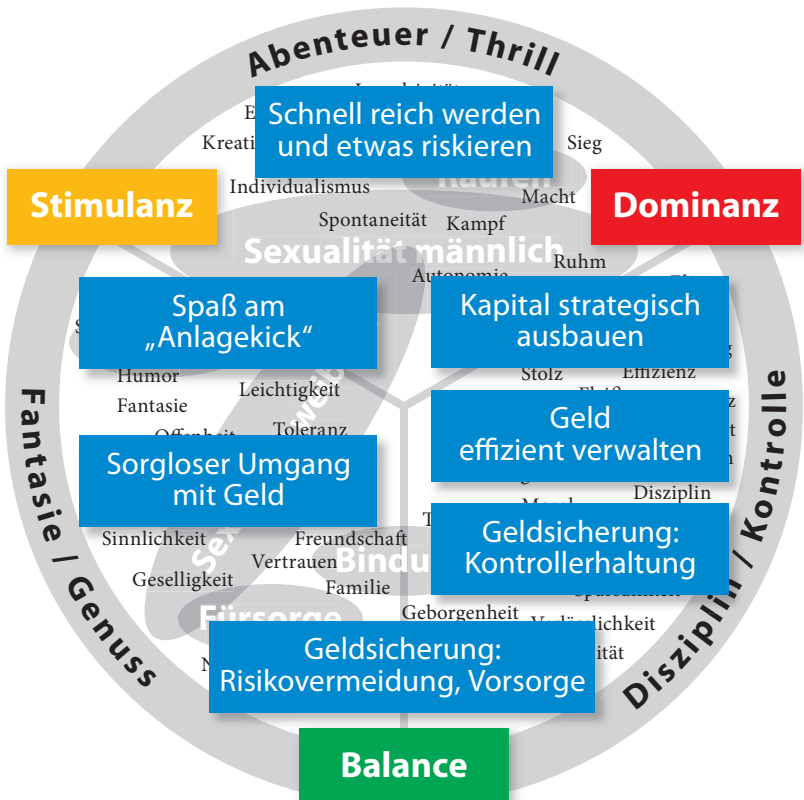 Abenteuer / Thrill
Schnell reich werden
und etwas riskieren
Sieg
Individualismus
Macht
Stimulanz
Dominanz
Spontaneität Kampf
Sexualität männlich
Ruhm
Autonomie
Spaß am
„Anlagekick“
Kapital strategisch
ausbauen
Humor
Stolz
Effizienz
Leichtigkeit
Fantasie
Toleranz
Offenheit
Geld
effizient verwalten
Sorgloser Umgang
mit Geld
Disziplin
Sinnlichkeit
Freundschaft
Vertrauen
Geldsicherung:
Kontrollerhaltung
Geselligkeit
Familie
Fürsorge
Geborgenheit
Geldsicherung:
Risikovermeidung, Vorsorge
Fantasie / Genuss
Disziplin / Kontrolle
Balance